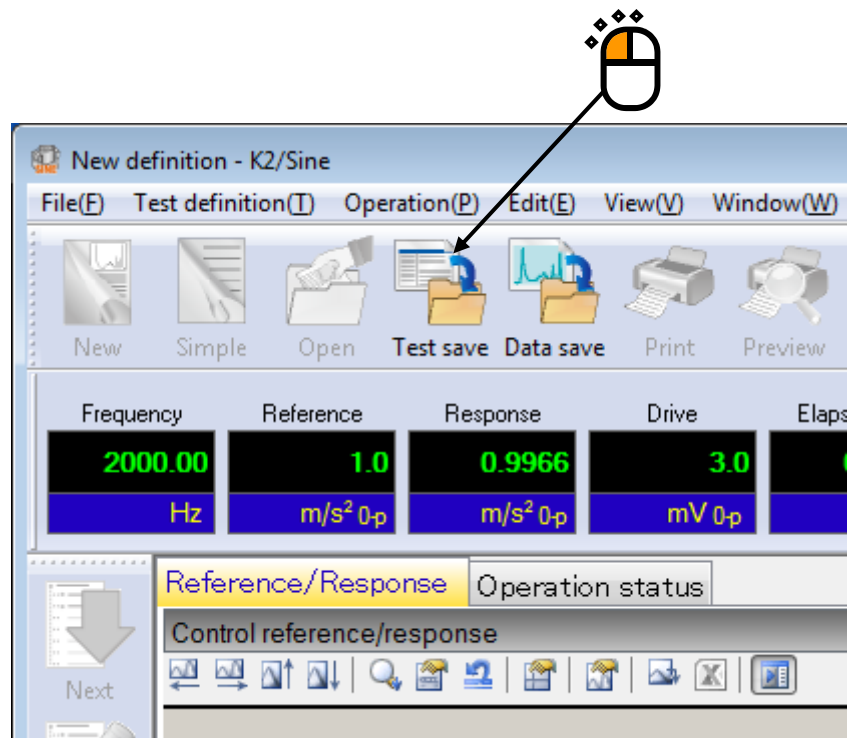 New definition - K2/Sine
File(F) Test definition(T) Operation(P) Edit(E) View(V) Window(W)
New Simple Open Test save Data save Print Preview
Frequency Reference Response Drive Elaps
2000.00 1.0 0.9966 3.0
Hz m/s² 0-p m/s² 0-p mV 0-p
Reference/Response Operation status
Control reference/response
Next